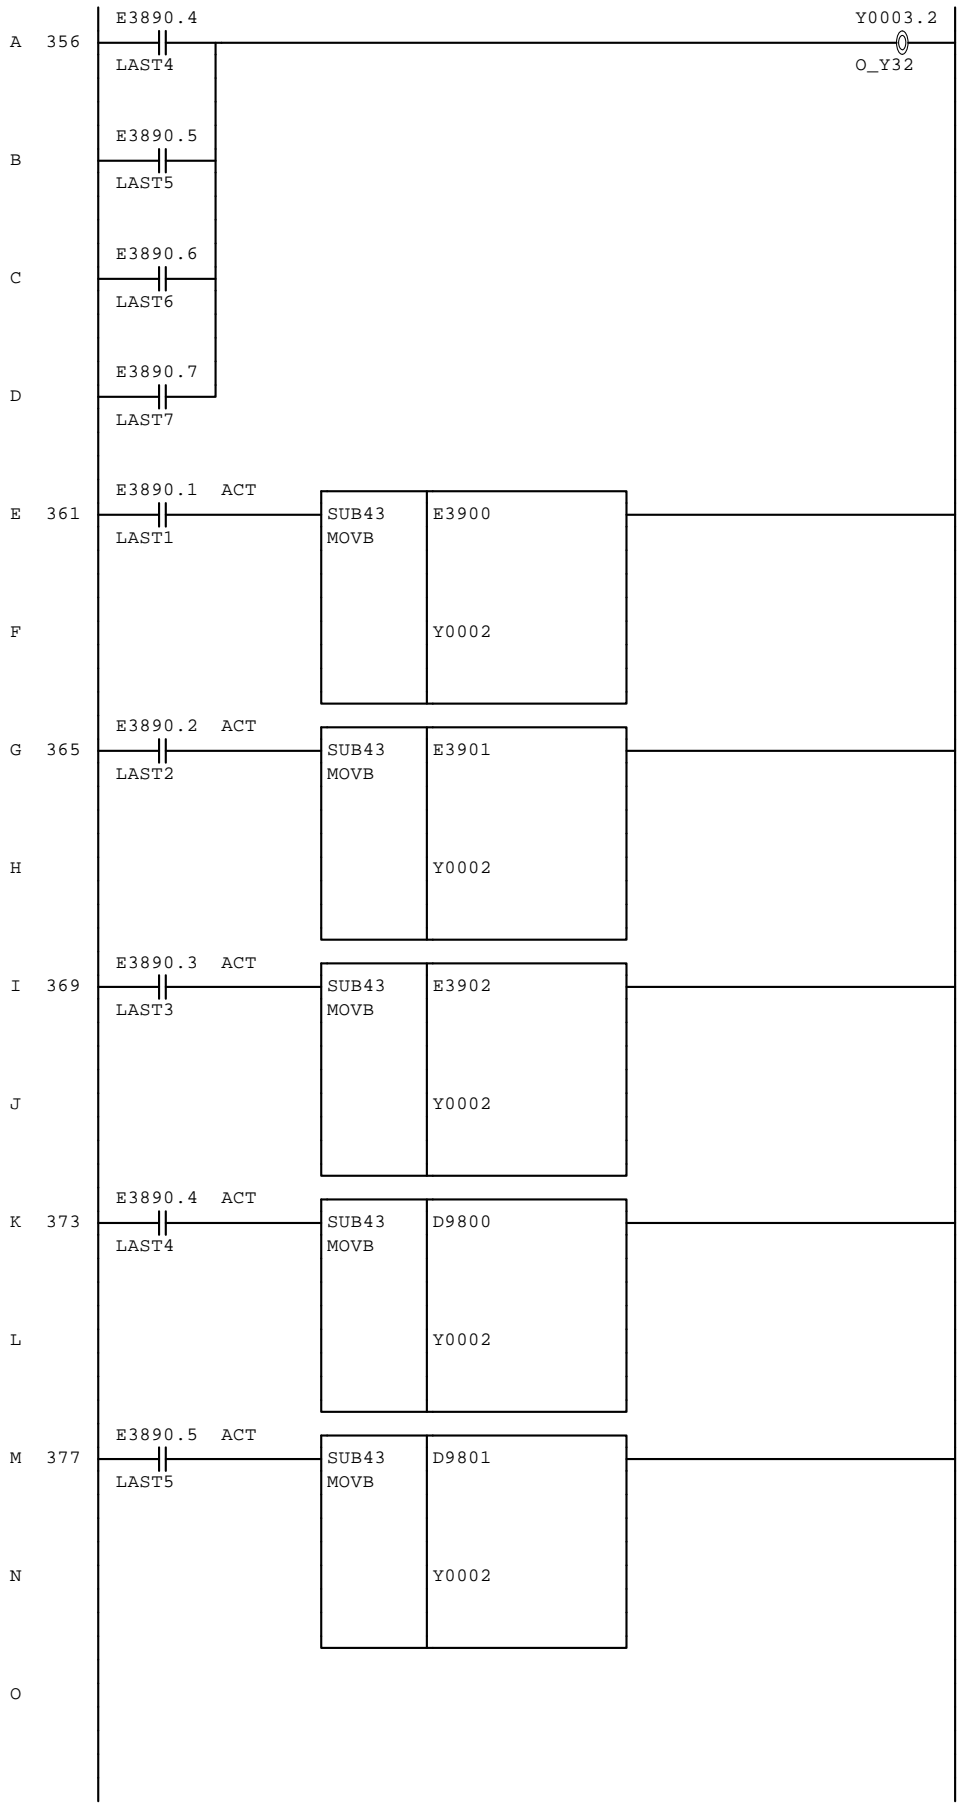 E3890.4 Y0003.2
A 356
LAST4 O_Y32
E3890.5
B
LAST5
E3890.6
C
LAST6
E3890.7
D
LAST7
E3890.1 ACT
E 361 SUB43 E3900
LAST1 MOVB
F Y0002
E3890.2 ACT
G 365 SUB43 E3901
LAST2 MOVB
H Y0002
E3890.3 ACT
I 369 SUB43 E3902
LAST3 MOVB
J Y0002
E3890.4 ACT
K 373 SUB43 D9800
LAST4 MOVB
L Y0002
E3890.5 ACT
M 377 SUB43 D9801
LAST5 MOVB
N Y0002
O